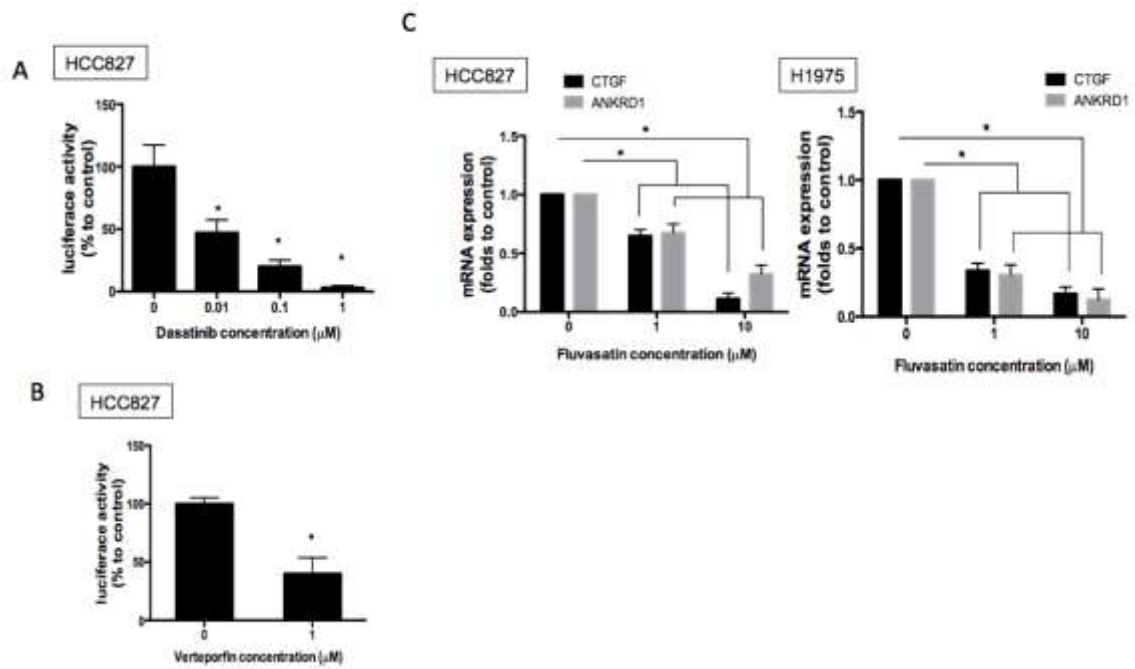 A
HCC827
luciferace activity
(% to control)
150
100
50
0
*
*
*
0
0.01
0.1
1
Dasatinib concentration (μM)
B
HCC827
luciferace activity
(% to control)
150
100
50
0
*
0
1
Verteporfin concentration (μM)
C
HCC827
CTGF
ANKRD1
mRNA expression
(folds to control)
1.5
1.0
0.5
0.0
*
*
0
1
10
Fluvasatin concentration (μM)
H1975
CTGF
ANKRD1
mRNA expression
(folds to control)
1.5
1.0
0.5
0.0
*
*
0
1
10
Fluvasatin concentration (μM)